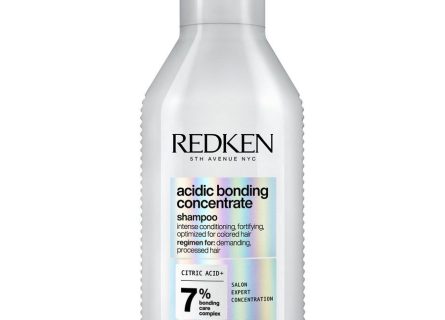 REDKEN
5TH AVENUE NYC
acidic bonding
concentrate
shampoo
intense conditioning, fortifying,
optimized for colored hair
regimen for: demanding,
processed hair
CITRIC ACID+
7%
bonding
care
complex
SALON
EXPERT
CONCENTRATION